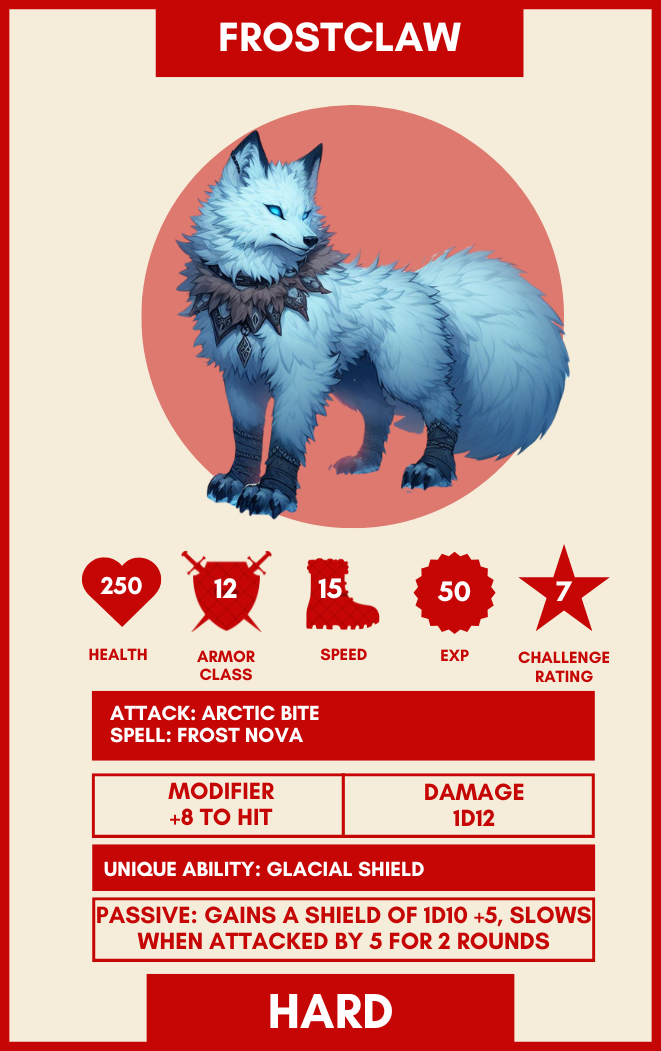 FROSTCLAW
250
12
15
50
7
HEALTH
ARMOR
CLASS
SPEED
EXP
CHALLENGE
RATING
ATTACK: ARCTIC BITE
SPELL: FROST NOVA
MODIFIER
+8 TO HIT
DAMAGE
1D12
UNIQUE ABILITY: GLACIAL SHIELD
PASSIVE: GAINS A SHIELD OF 1D10 +5, SLOWS
WHEN ATTACKED BY 5 FOR 2 ROUNDS
HARD